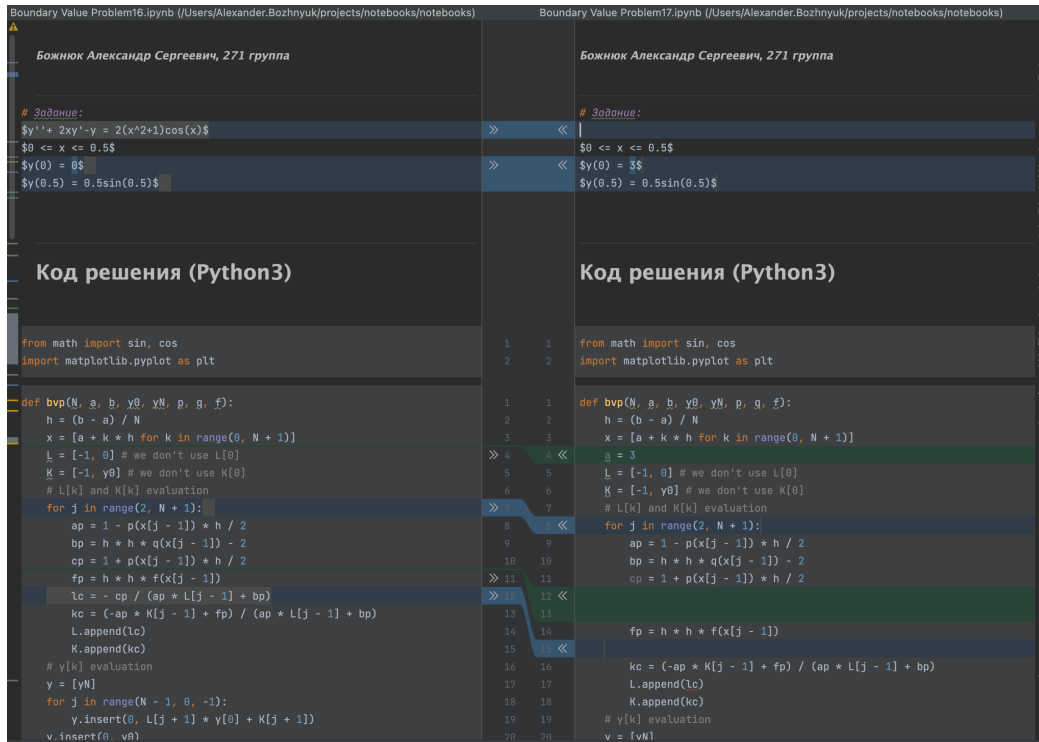 Boundary Value Problem16.ipynb (/Users/Alexander.Bozhnyuk/projects/notebooks/notebooks)
Божнюк Александр Сергеевич, 271 группа
# Задание:
$y''+ 2xy'-y = 2(x^2+1)cos(x)$
$0 <= x <= 0.5$
$y(0) = 0$
$y(0.5) = 0.5sin(0.5)$
Код решения (Python3)
1 from math import sin, cos
2 import matplotlib.pyplot as plt
1 def bvp(N, a, b, y0, yN, p, q, f):
2 h = (b - a) / N
3 x = [a + k * h for k in range(0, N + 1)]
4 L = [-1, 0] # we don't use L[0]
5 K = [-1, y0] # we don't use K[0]
6 # L[k] and K[k] evaluation
7 for j in range(2, N + 1):
8 ap = 1 - p(x[j - 1]) * h / 2
9 bp = h * h * q(x[j - 1]) - 2
10 cp = 1 + p(x[j - 1]) * h / 2
11 fp = h * h * f(x[j - 1])
12 lc = - cp / (ap * L[j - 1] + bp)
13 kc = (-ap * K[j - 1] + fp) / (ap * L[j - 1] + bp)
14 L.append(lc)
15 K.append(kc)
16 # y[k] evaluation
17 y = [yN]
18 for j in range(N - 1, 0, -1):
19 y.insert(0, L[j + 1] * y[0] + K[j + 1])
20 y.insert(0, y0)
Boundary Value Problem17.ipynb (/Users/Alexander.Bozhnyuk/projects/notebooks/notebooks)
Божнюк Александр Сергеевич, 271 группа
# Задание:
$0 <= x <= 0.5$
$y(0) = 3$
$y(0.5) = 0.5sin(0.5)$
Код решения (Python3)
1 from math import sin, cos
2 import matplotlib.pyplot as plt
1 def bvp(N, a, b, y0, yN, p, q, f):
2 h = (b - a) / N
3 x = [a + k * h for k in range(0, N + 1)]
4 a = 3
5 L = [-1, 0] # we don't use L[0]
6 K = [-1, y0] # we don't use K[0]
7 # L[k] and K[k] evaluation
8 for j in range(2, N + 1):
9 ap = 1 - p(x[j - 1]) * h / 2
10 bp = h * h * q(x[j - 1]) - 2
11 cp = 1 + p(x[j - 1]) * h / 2
12
13
14 fp = h * h * f(x[j - 1])
15
16 kc = (-ap * K[j - 1] + fp) / (ap * L[j - 1] + bp)
17 L.append(lc)
18 K.append(kc)
19 # y[k] evaluation
20 y = [yN]